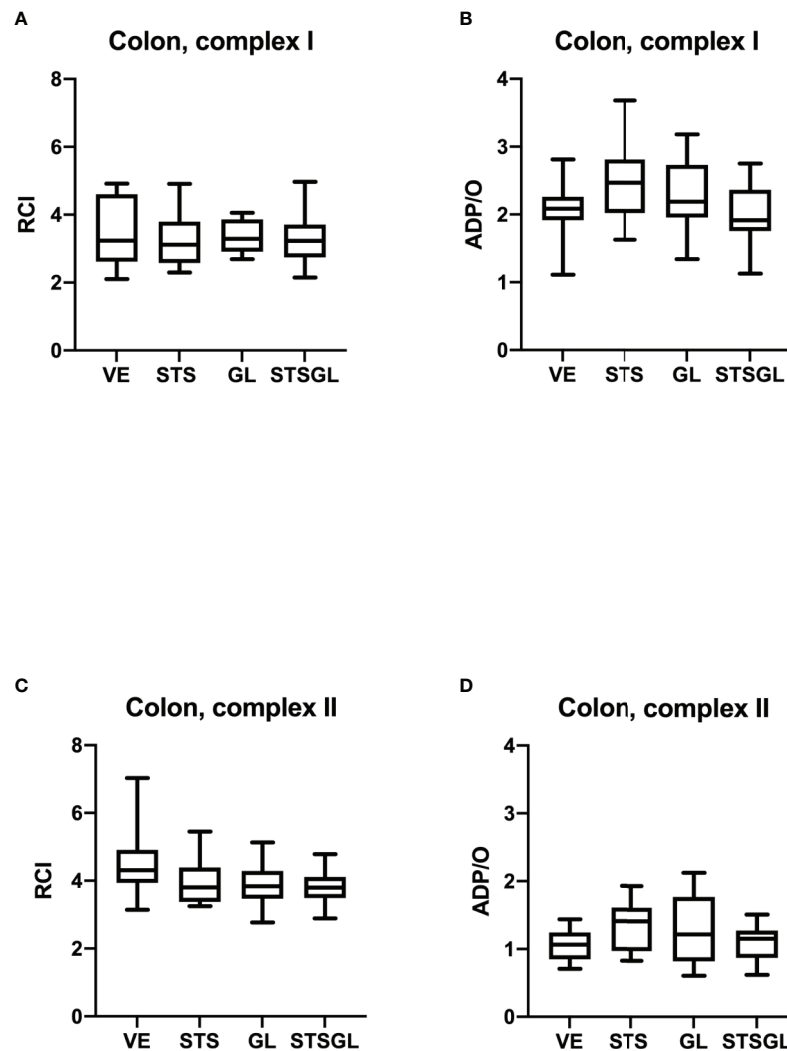 A
Colon, complex I
8
6
4
2
0
RCI
VE STS GL STSGL
B
Colon, complex I
4
3
2
1
0
ADP/O
VE STS GL STSGL
C
Colon, complex II
8
6
4
2
0
RCI
VE STS GL STSGL
D
Colon, complex II
4
3
2
1
0
ADP/O
VE STS GL STSGL